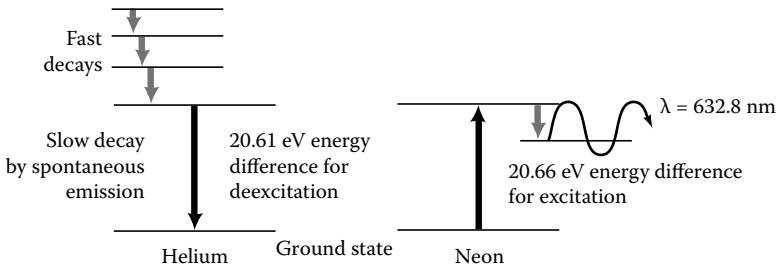 Fast
decays
Slow decay
by spontaneous
emission
20.61 eV energy
difference for
deexcitation
λ = 632.8 nm
20.66 eV energy difference
for excitation
Helium
Ground state
Neon